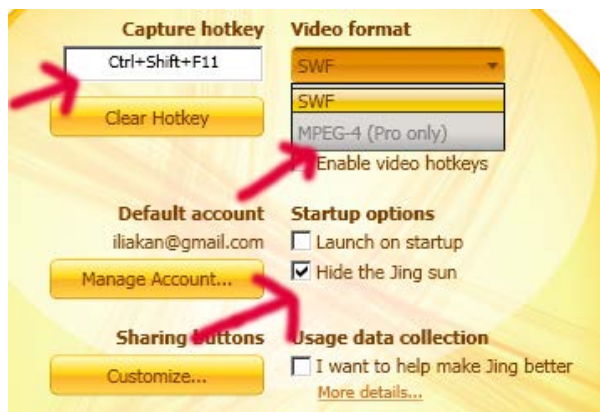 Capture hotkey
Ctrl+Shift+F11
Clear Hotkey
Video format
SWF
SWF
MPEG-4 (Pro only)
Enable video hotkeys
Default account
iliakan@gmail.com
Manage Account...
Startup options
Launch on startup
Hide the Jing sun
Sharing buttons
Customize...
Usage data collection
I want to help make Jing better
More details...